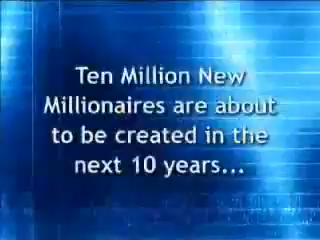 Ten Million New
Millionaires are about
to be created in the
next 10 years...